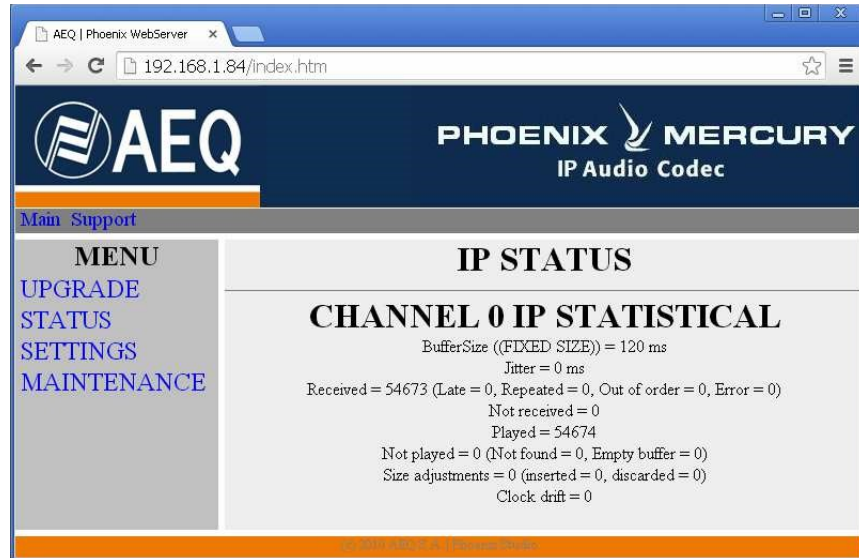 AEQ | Phoenix WebServer
192.168.1.84/index.htm
AEQ
PHOENIX MERCURY
IP Audio Codec
Main Support
MENU
UPGRADE
STATUS
SETTINGS
MAINTENANCE
IP STATUS
CHANNEL 0 IP STATISTICAL
BufferSize ((FIXED SIZE)) = 120 ms
Jitter = 0 ms
Received = 54673 (Late = 0, Repeated = 0, Out of order = 0, Error = 0)
Not received = 0
Played = 54674
Not played = 0 (Not found = 0, Empty buffer = 0)
Size adjustments = 0 (inserted = 0, discarded = 0)
Clock drift = 0
AEQ S.A. | Phoenix Studio